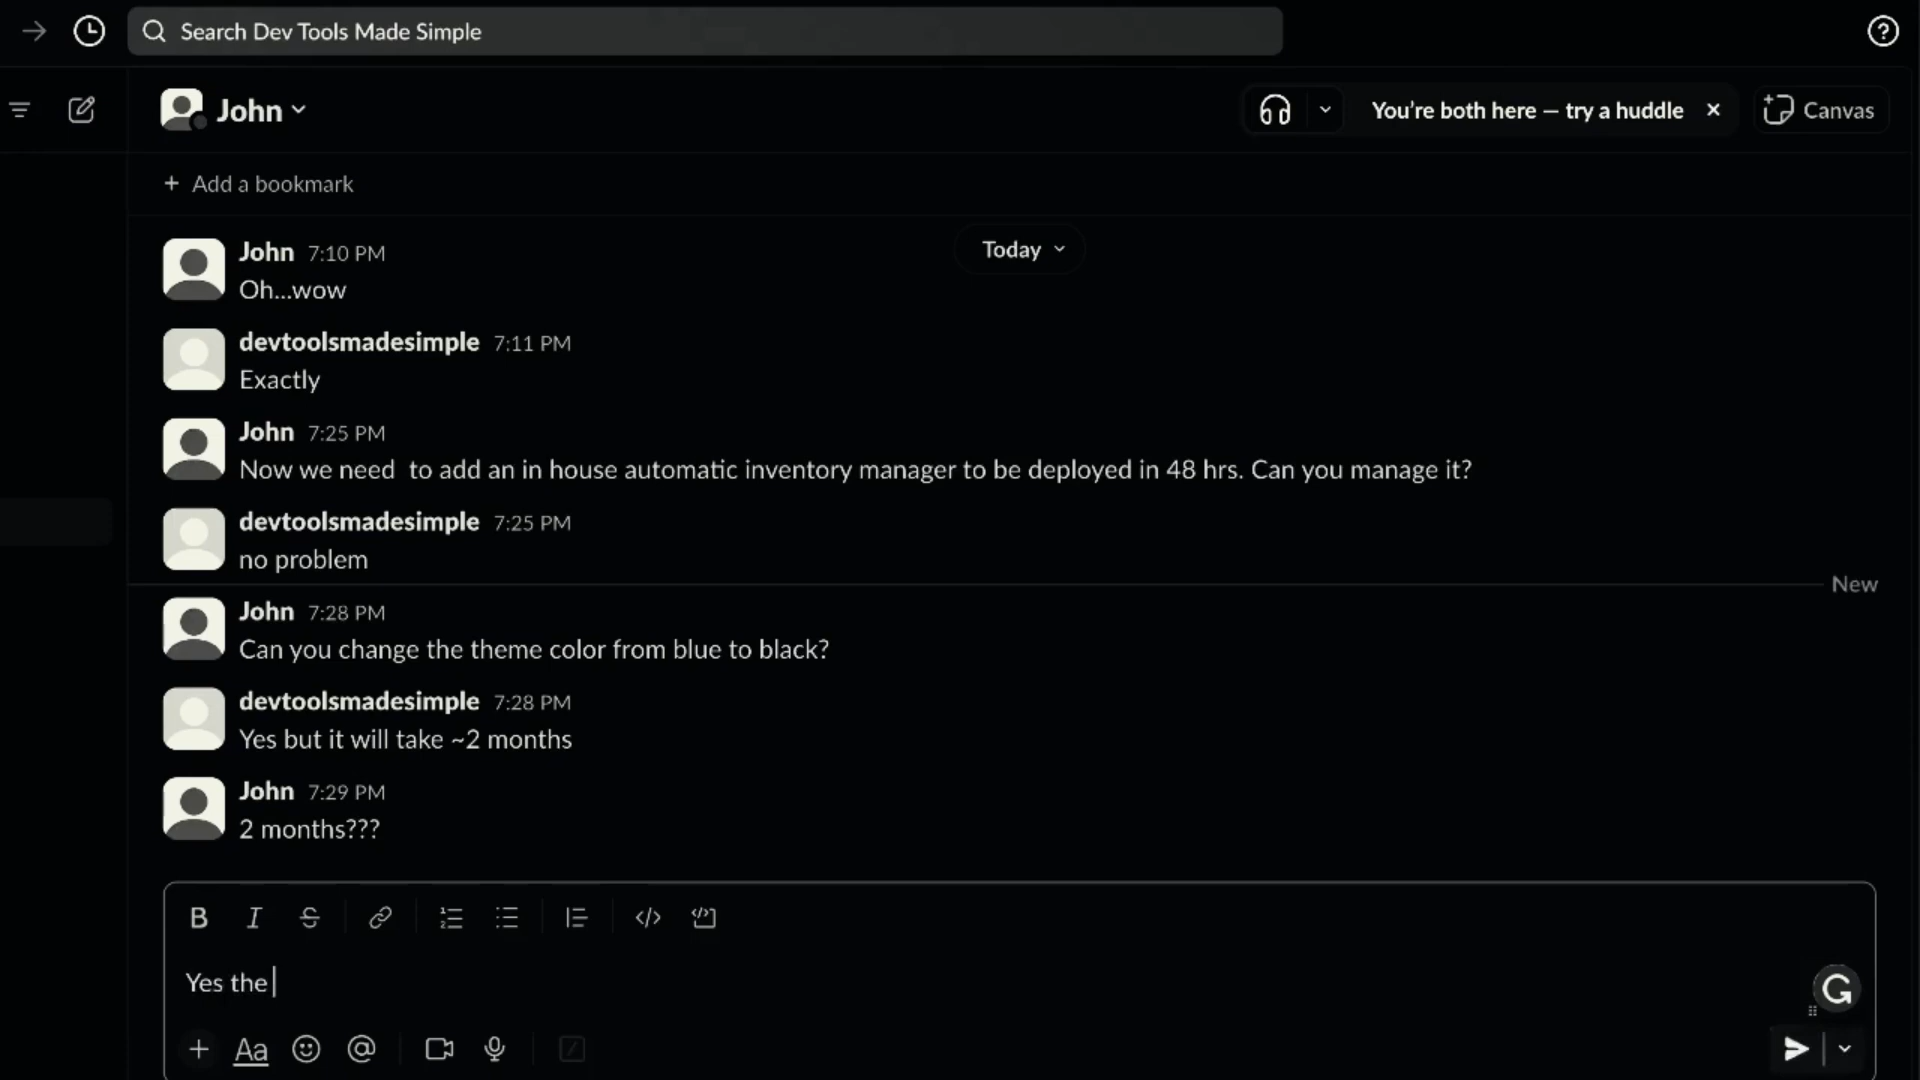 Search Dev Tools Made Simple
John
You're both here – try a huddle
Canvas
+ Add a bookmark
Today
John 7:10 PM
Oh...wow
devtoolsmadesimple 7:11 PM
Exactly
John 7:25 PM
Now we need  to add an in house automatic inventory manager to be deployed in 48 hrs. Can you manage it?
devtoolsmadesimple 7:25 PM
no problem
New
John 7:28 PM
Can you change the theme color from blue to black?
devtoolsmadesimple 7:28 PM
Yes but it will take ~2 months
John 7:29 PM
2 months???
B I S
Yes the
Aa